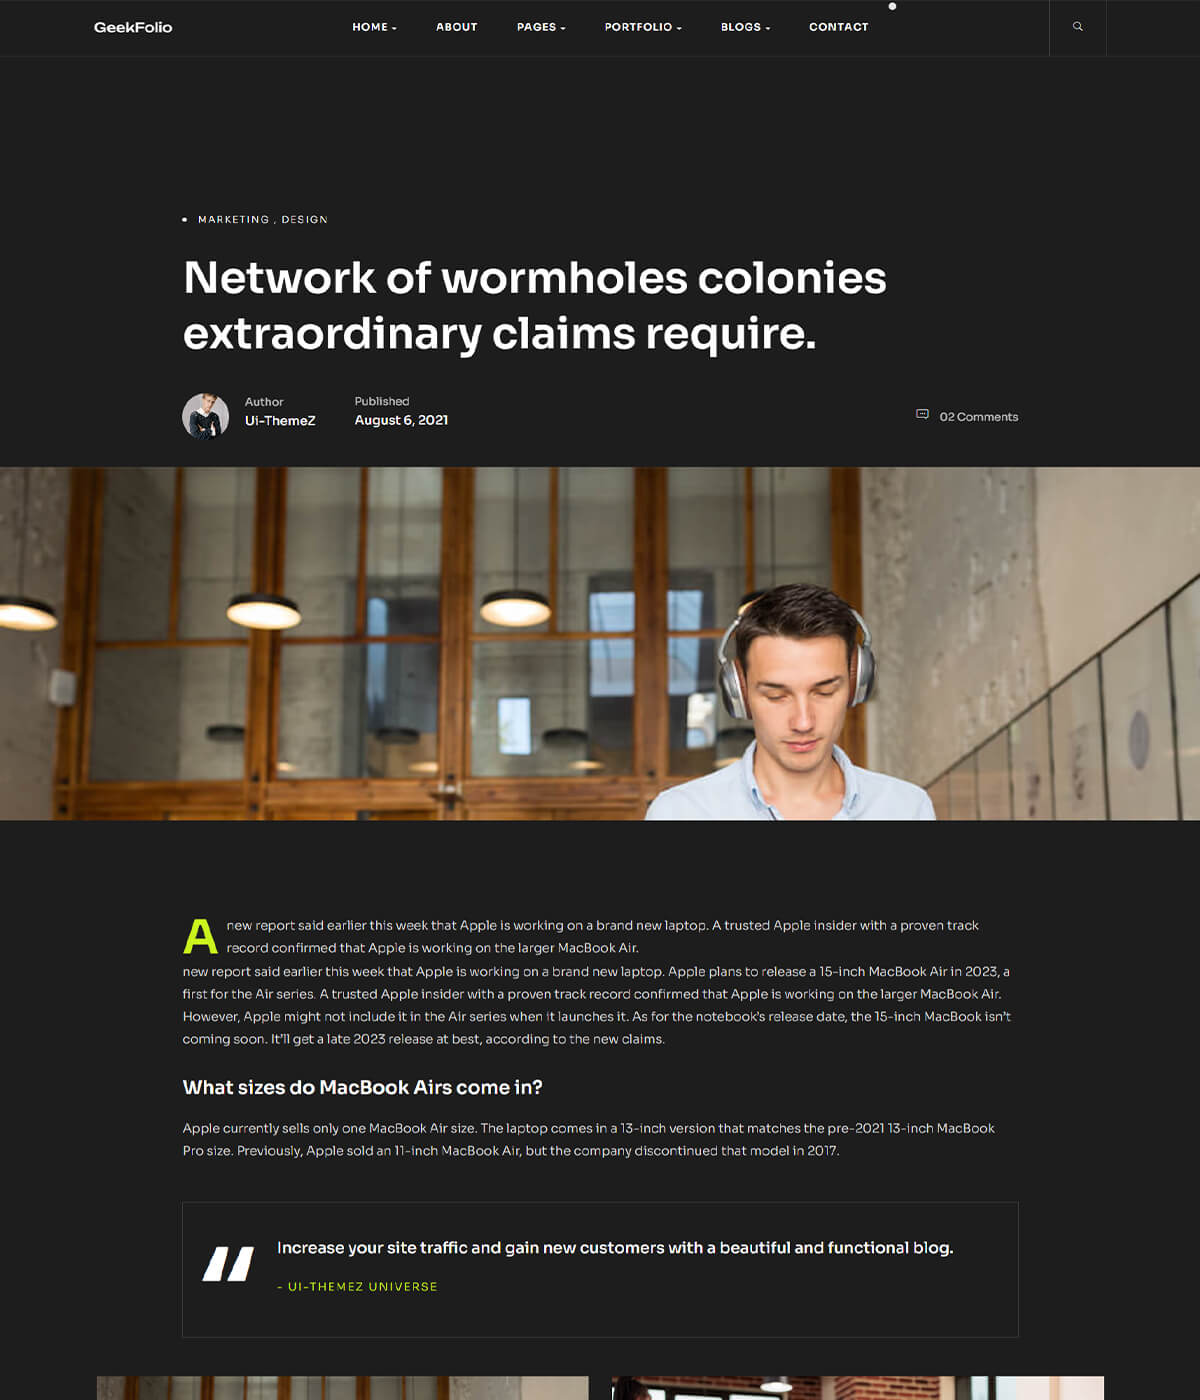 GeekFolio HOME ABOUT PAGES PORTFOLIO BLOGS CONTACT
MARKETING , DESIGN
Network of wormholes colonies
extraordinary claims require.
Author
Ui-ThemeZ
Published
August 6, 2021
02 Comments
A new report said earlier this week that Apple is working on a brand new laptop. A trusted Apple insider with a proven track
record confirmed that Apple is working on the larger MacBook Air.
new report said earlier this week that Apple is working on a brand new laptop. Apple plans to release a 15-inch MacBook Air in 2023, a
first for the Air series. A trusted Apple insider with a proven track record confirmed that Apple is working on the larger MacBook Air.
However, Apple might not include it in the Air series when it launches it. As for the notebook's release date, the 15-inch MacBook isn't
coming soon. It'll get a late 2023 release at best, according to the new claims.
What sizes do MacBook Airs come in?
Apple currently sells only one MacBook Air size. The laptop comes in a 13-inch version that matches the pre-2021 13-inch MacBook
Pro size. Previously, Apple sold an 11-inch MacBook Air, but the company discontinued that model in 2017.
Increase your site traffic and gain new customers with a beautiful and functional blog.
- UI-THEMEZ UNIVERSE